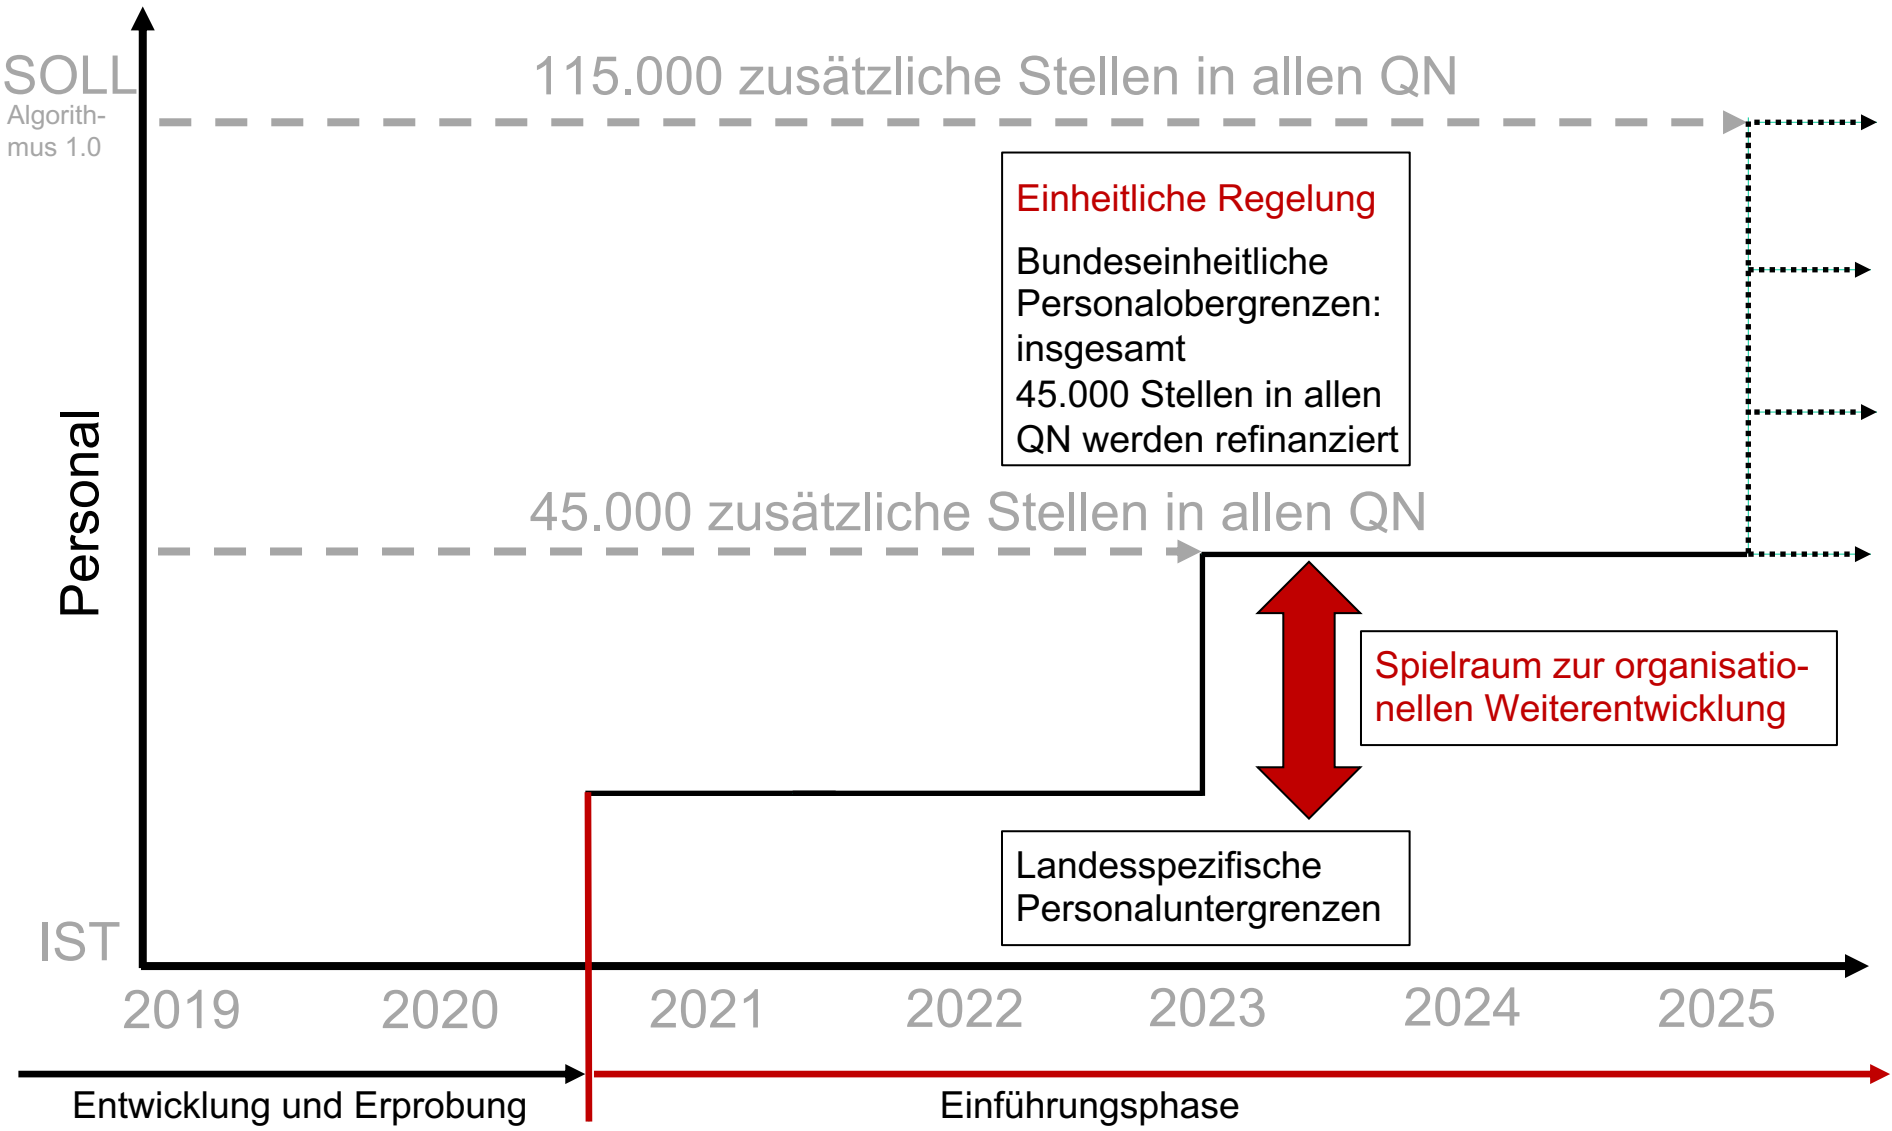 SOLL
Algorith-
mus 1.0
115.000 zusätzliche Stellen in allen QN
Einheitliche Regelung
Bundeseinheitliche
Personalobergrenzen:
insgesamt
45.000 Stellen in allen
QN werden refinanziert
Personal
45.000 zusätzliche Stellen in allen QN
Spielraum zur organisatio-
nellen Weiterentwicklung
Landesspezifische
Personaluntergrenzen
IST
2019 2020 2021 2022 2023 2024 2025
Entwicklung und Erprobung Einführungsphase